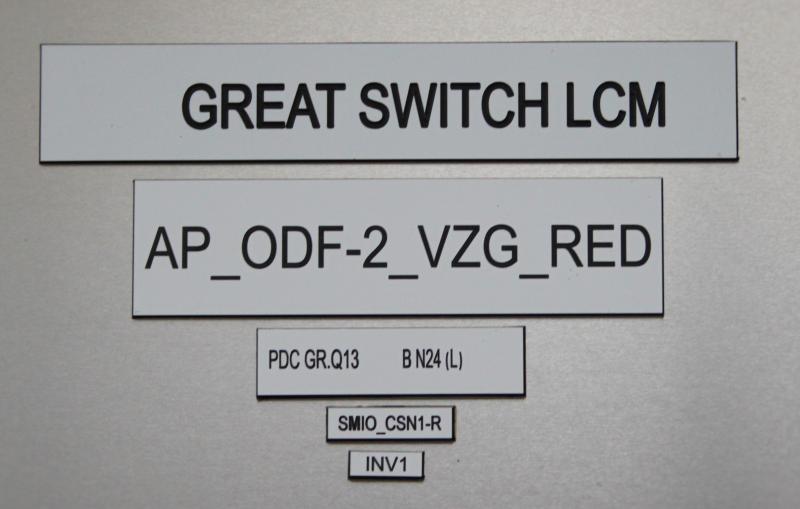 GREAT SWITCH LCM
AP_ODF-2_VZG_RED
PDC GR.Q13 B N24 (L)
SMIO_CSN1-R
INV1